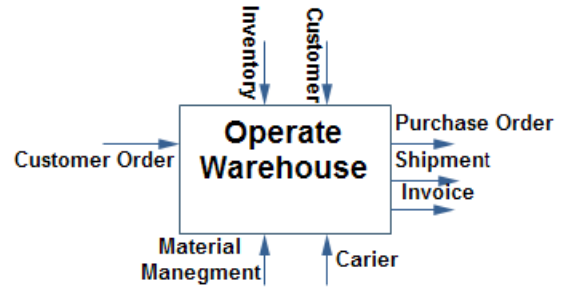 Inventory
Customer
Operate
Warehouse
Customer Order
Purchase Order
Shipment
Invoice
Material
Manegment
Carier